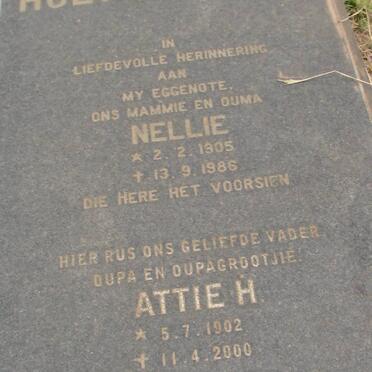 IN
LIEFDEVOLLE HERINNERING
AAN
MY EGGENOTE,
ONS MAMMIE EN OUMA
NELLIE
* 2. 2. 1905
✝ 13. 9. 1986
DIE HERE HET VOORSIEN
HIER RUS ONS GELIEFDE VADER
OUPA EN OUPAGROOTJIE.
ATTIE H
* 5. 7. 1902
✝ 11. 4. 2000